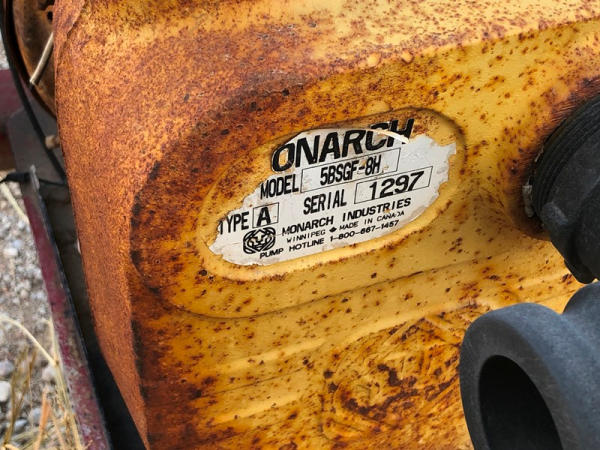 ONARCH
MODEL 5BSGF-8H
SERIAL 1297
TYPE A
MONARCH INDUSTRIES
WINNIPEG MADE IN CANADA
PUMP HOTLINE 1-800-667-1457